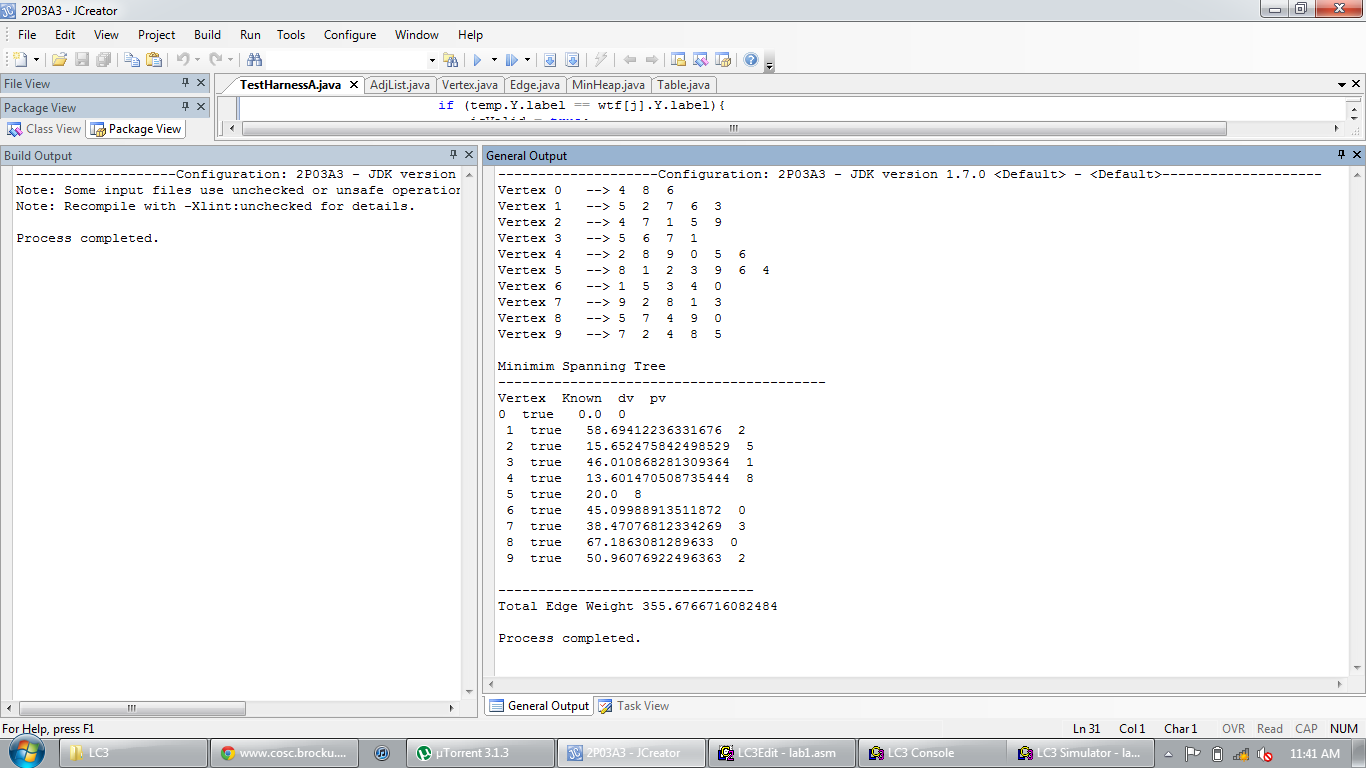 2P03A3 - JCreator
File Edit View Project Build Run Tools Configure Window Help
File View
Package View
Class View Package View
TestHarnessA.java AdjList.java Vertex.java Edge.java MinHeap.java Table.java
if (temp.Y.label == wtf[j].Y.label){
isValid = true;
Build Output
--------------------Configuration: 2P03A3 - JDK version
Note: Some input files use unchecked or unsafe operation
Note: Recompile with -Xlint:unchecked for details.
Process completed.
General Output
--------------------Configuration: 2P03A3 - JDK version 1.7.0 <Default> - <Default>--------------------
Vertex 0 --> 4 8 6
Vertex 1 --> 5 2 7 6 3
Vertex 2 --> 4 7 1 5 9
Vertex 3 --> 5 6 7 1
Vertex 4 --> 2 8 9 0 5 6
Vertex 5 --> 8 1 2 3 9 6 4
Vertex 6 --> 1 5 3 4 0
Vertex 7 --> 9 2 8 1 3
Vertex 8 --> 5 7 4 9 0
Vertex 9 --> 7 2 4 8 5
Minimim Spanning Tree
-----------------------------------------
Vertex Known dv pv
0 true 0.0 0
1 true 58.69412236331676 2
2 true 15.652475842498529 5
3 true 46.010868281309364 1
4 true 13.601470508735444 8
5 true 20.0 8
6 true 45.09988913511872 0
7 true 38.47076812334269 3
8 true 67.1863081289633 0
9 true 50.96076922496363 2
--------------------------------
Total Edge Weight 355.6766716082484
Process completed.
General Output Task View
For Help, press F1
Ln 31 Col 1 Char 1 OVR Read CAP NUM
LC3 www.cosc.brocku.... µTorrent 3.1.3 2P03A3 - JCreator LC3Edit - lab1.asm LC3 Console LC3 Simulator - la... 11:41 AM